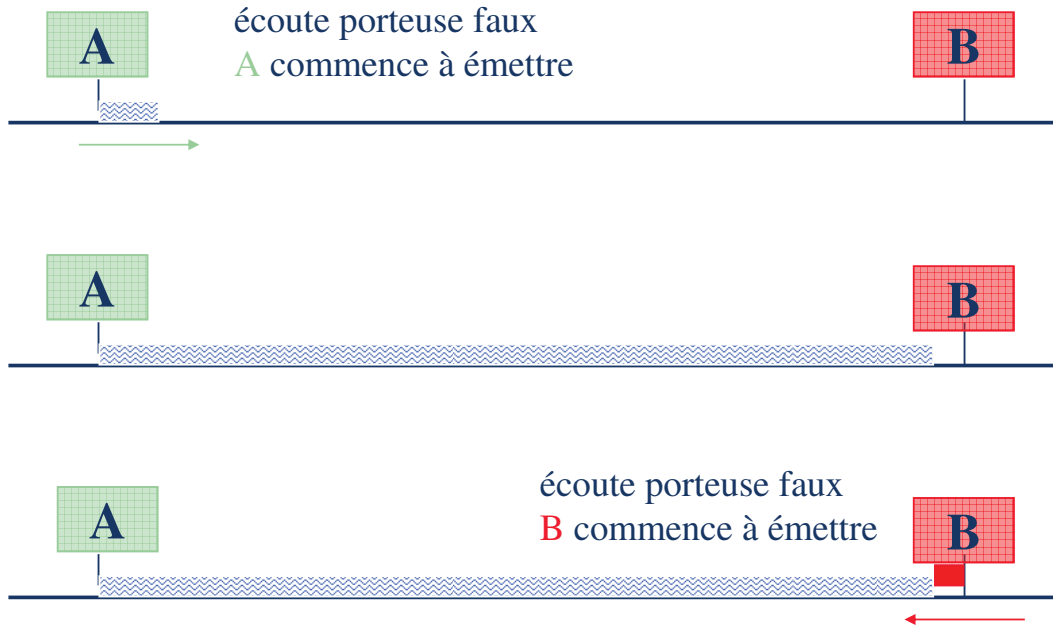 A
écoute porteuse faux
A commence à émettre
B
A
B
écoute porteuse faux
B commence à émettre
A
B